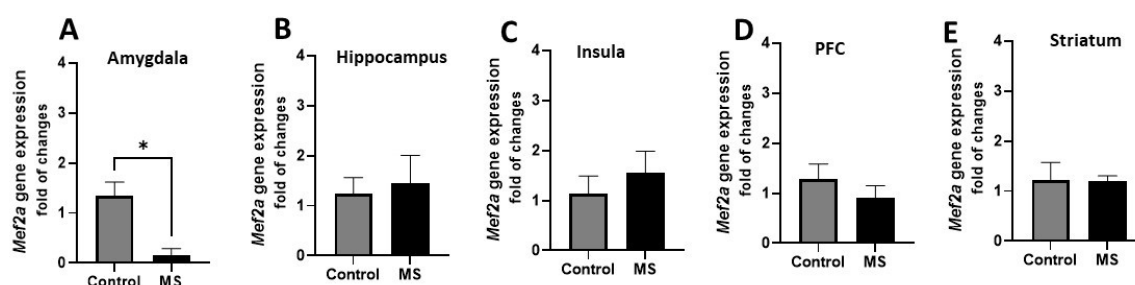 A
Amygdala
Mef2a gene expression
fold of changes
4
3
2
1
0
*
Control MS
B
Hippocampus
Mef2a gene expression
fold of changes
4
3
2
1
0
Control MS
C
Insula
Mef2a gene expression
fold of changes
4
3
2
1
0
Control MS
D
PFC
Mef2a gene expression
fold of changes
4
3
2
1
0
Control MS
E
Striatum
Mef2a gene expression
fold of changes
4
3
2
1
0
Control MS